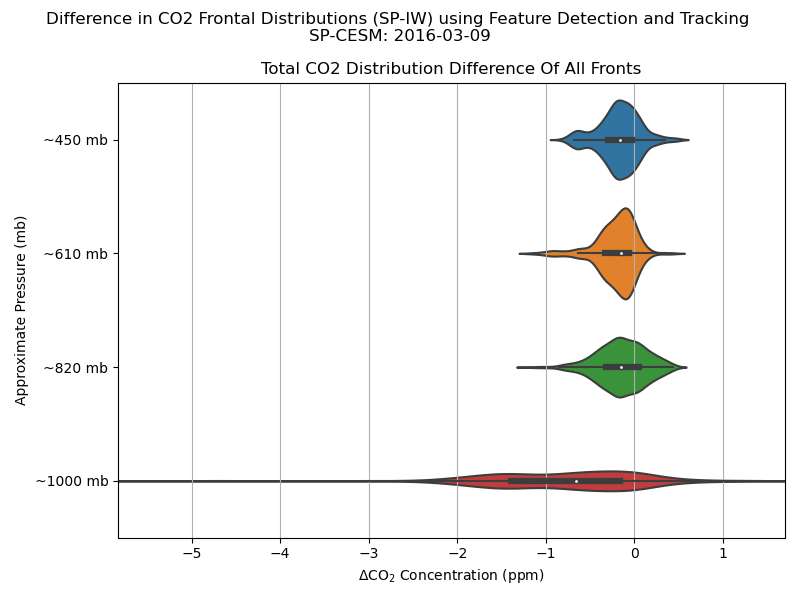 Difference in CO2 Frontal Distributions (SP-IW) using Feature Detection and Tracking
SP-CESM: 2016-03-09
Total CO2 Distribution Difference Of All Fronts
Approximate Pressure (mb)
~450 mb
~610 mb
~820 mb
~1000 mb
−5
−4
−3
−2
−1
0
1
ΔCO₂ Concentration (ppm)